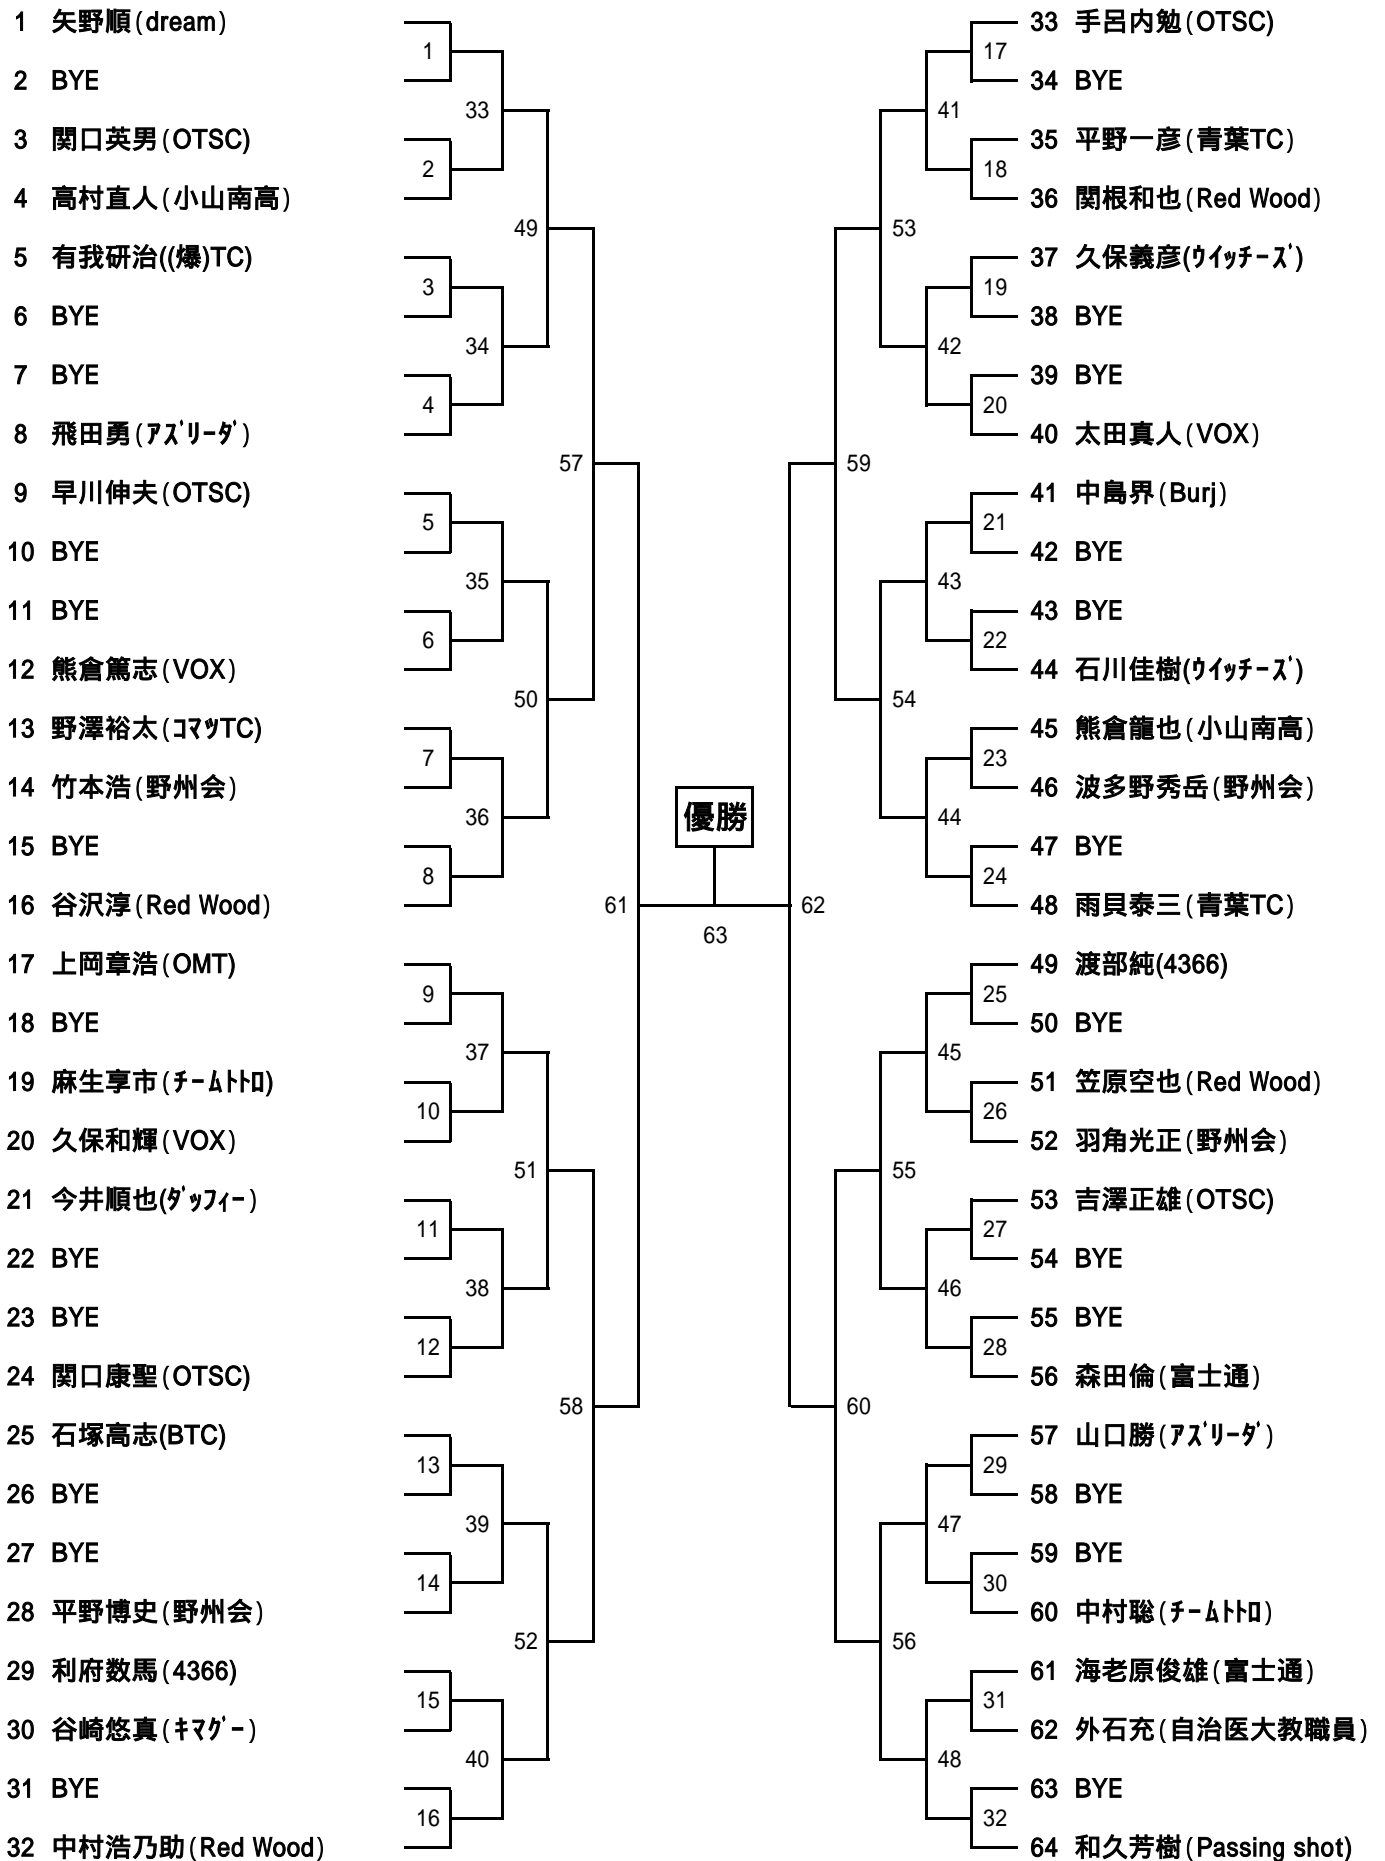 1 矢野順(dream)
2 BYE
3 関口英男(OTSC)
4 高村直人(小山南高)
5 有我研治((爆)TC)
6 BYE
7 BYE
8 飛田勇(ｱｽﾞﾘｰﾀﾞ)
9 早川伸夫(OTSC)
10 BYE
11 BYE
12 熊倉篤志(VOX)
13 野澤裕太(ｺﾏﾂTC)
14 竹本浩(野州会)
15 BYE
16 谷沢淳(Red Wood)
17 上岡章浩(OMT)
18 BYE
19 麻生享市(ﾁｰﾑﾄﾄﾛ)
20 久保和輝(VOX)
21 今井順也(ﾀﾞｯﾌｨｰ)
22 BYE
23 BYE
24 関口康聖(OTSC)
25 石塚高志(BTC)
26 BYE
27 BYE
28 平野博史(野州会)
29 利府数馬(4366)
30 谷崎悠真(ｷﾏｸﾞｰ)
31 BYE
32 中村浩乃助(Red Wood)
1
2
3
4
5
6
7
8
9
10
11
12
13
14
15
16
33
34
35
36
37
38
39
40
49
50
51
52
57
58
61
優勝
63
62
59
60
53
54
55
56
41
42
43
44
45
46
47
48
17
18
19
20
21
22
23
24
25
26
27
28
29
30
31
32
33 手呂内勉(OTSC)
34 BYE
35 平野一彦(青葉TC)
36 関根和也(Red Wood)
37 久保義彦(ｳｲｯﾁｰｽﾞ)
38 BYE
39 BYE
40 太田真人(VOX)
41 中島界(Burj)
42 BYE
43 BYE
44 石川佳樹(ｳｲｯﾁｰｽﾞ)
45 熊倉龍也(小山南高)
46 波多野秀岳(野州会)
47 BYE
48 雨貝泰三(青葉TC)
49 渡部純(4366)
50 BYE
51 笠原空也(Red Wood)
52 羽角光正(野州会)
53 吉澤正雄(OTSC)
54 BYE
55 BYE
56 森田倫(富士通)
57 山口勝(ｱｽﾞﾘｰﾀﾞ)
58 BYE
59 BYE
60 中村聡(ﾁｰﾑﾄﾄﾛ)
61 海老原俊雄(富士通)
62 外石充(自治医大教職員)
63 BYE
64 和久芳樹(Passing shot)